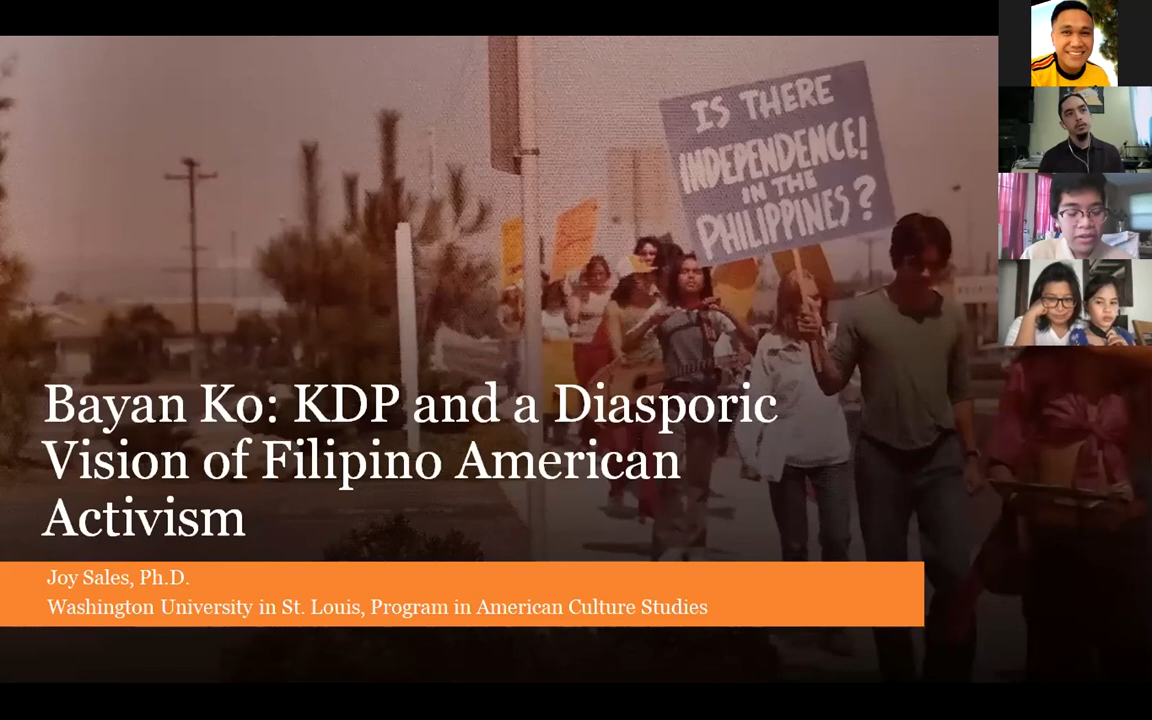 IS THERE
INDEPENDENCE!
IN THE
PHILIPPINES?
Bayan Ko: KDP and a Diasporic
Vision of Filipino American
Activism
Joy Sales, Ph.D.
Washington University in St. Louis, Program in American Culture Studies